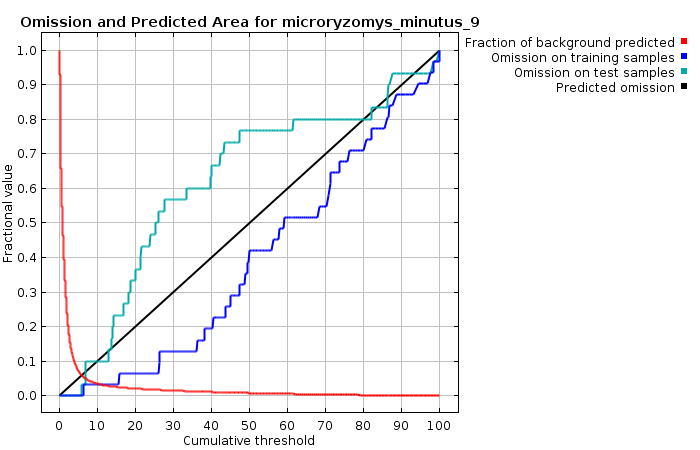 Omission and Predicted Area for microryzomys_minutus_9
Fraction of background predicted
Omission on training samples
Omission on test samples
Predicted omission
Fractional value
1.0
0.9
0.8
0.7
0.6
0.5
0.4
0.3
0.2
0.1
0.0
0 10 20 30 40 50 60 70 80 90 100
Cumulative threshold